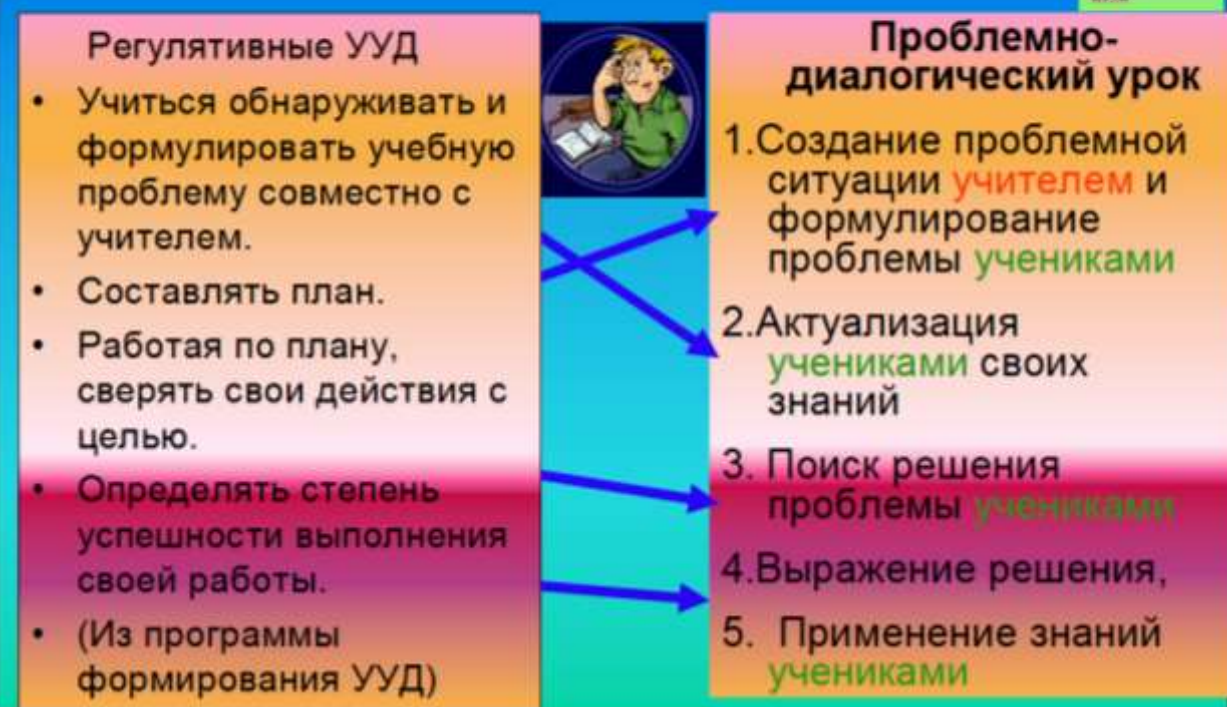 Регулятивные УУД
• Учиться обнаруживать и
формулировать учебную
проблему совместно с
учителем.
• Составлять план.
• Работая по плану,
сверять свои действия с
целью.
• Определять степень
успешности выполнения
своей работы.
• (Из программы
формирования УУД)
Проблемно-
диалогический урок
1.Создание проблемной
ситуации учителем и
формулирование
проблемы учениками
2.Актуализация
учениками своих
знаний
3. Поиск решения
проблемы учениками
4.Выражение решения,
5. Применение знаний
учениками